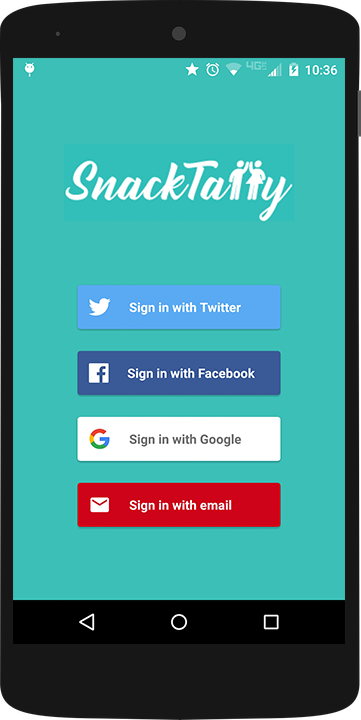 4GE 10:36
SnackTally
Sign in with Twitter
Sign in with Facebook
Sign in with Google
Sign in with email